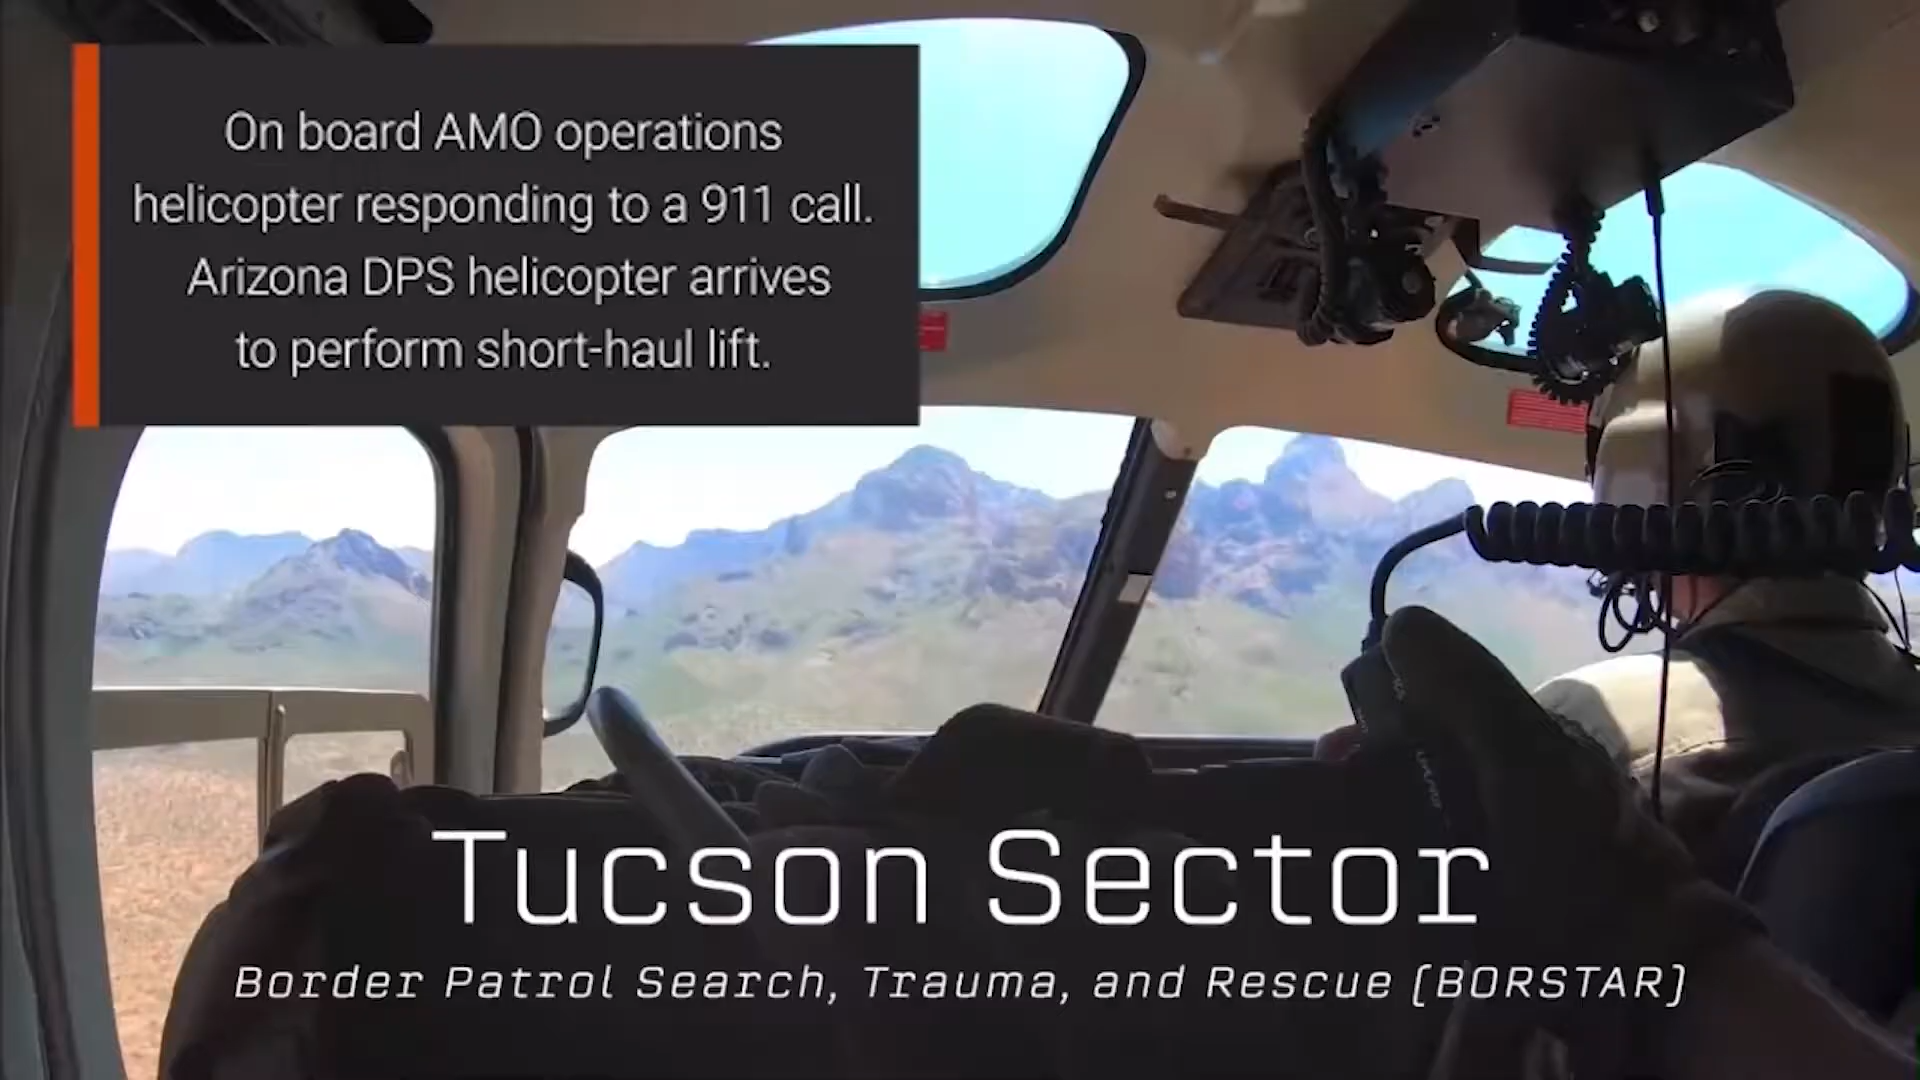 On board AMO operations
helicopter responding to a 911 call.
Arizona DPS helicopter arrives
to perform short-haul lift.
Tucson Sector
Border Patrol Search, Trauma, and Rescue (BORSTAR)